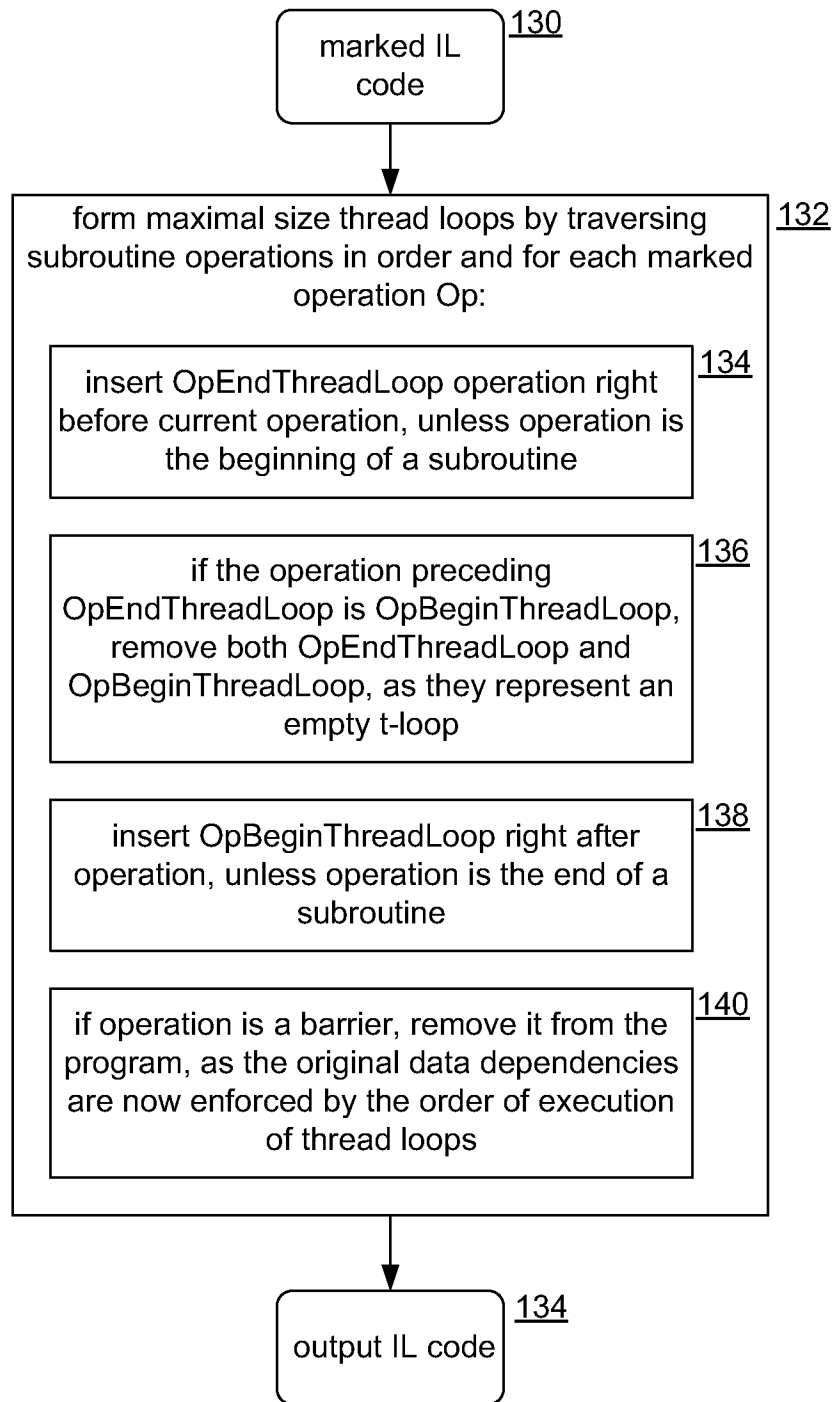 marked IL
code
130
form maximal size thread loops by traversing
subroutine operations in order and for each marked
operation Op:
132
insert OpEndThreadLoop operation right
before current operation, unless operation is
the beginning of a subroutine
134
if the operation preceding
OpEndThreadLoop is OpBeginThreadLoop,
remove both OpEndThreadLoop and
OpBeginThreadLoop, as they represent an
empty t-loop
136
insert OpBeginThreadLoop right after
operation, unless operation is the end of a
subroutine
138
if operation is a barrier, remove it from the
program, as the original data dependencies
are now enforced by the order of execution
of thread loops
140
output IL code
134